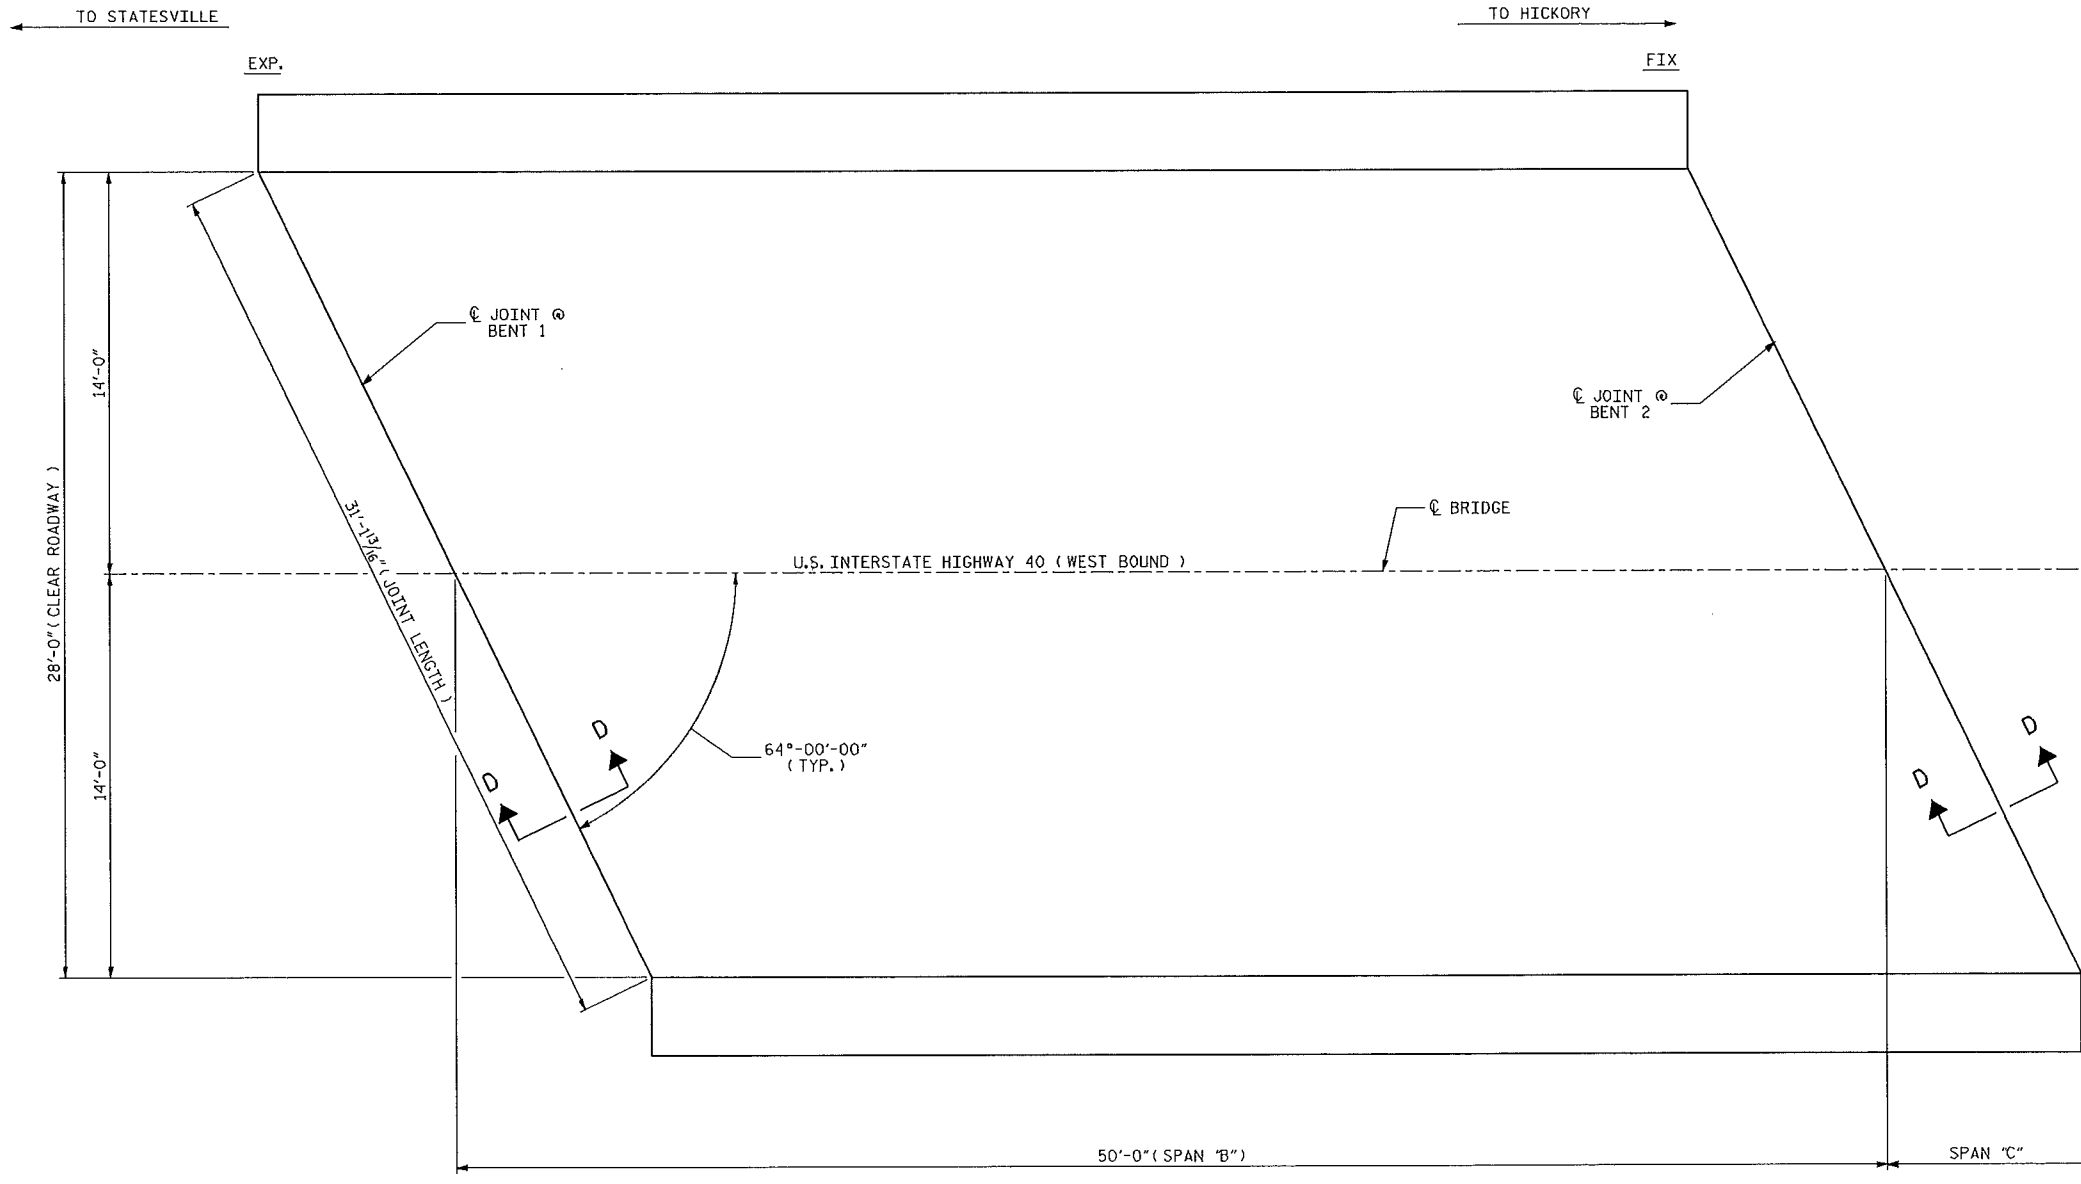 TO STATESVILLE
TO HICKORY
EXP.
FIX
℄ JOINT @
BENT 1
14'-0"
℄ JOINT @
BENT 2
28'-0" (CLEAR ROADWAY)
31'-1 13/16" (JOINT LENGTH)
℄ BRIDGE
U.S. INTERSTATE HIGHWAY 40 (WEST BOUND)
14'-0"
D
D
64°-00'-00"
(TYP.)
D
D
50'-0" (SPAN "B")
SPAN "C"